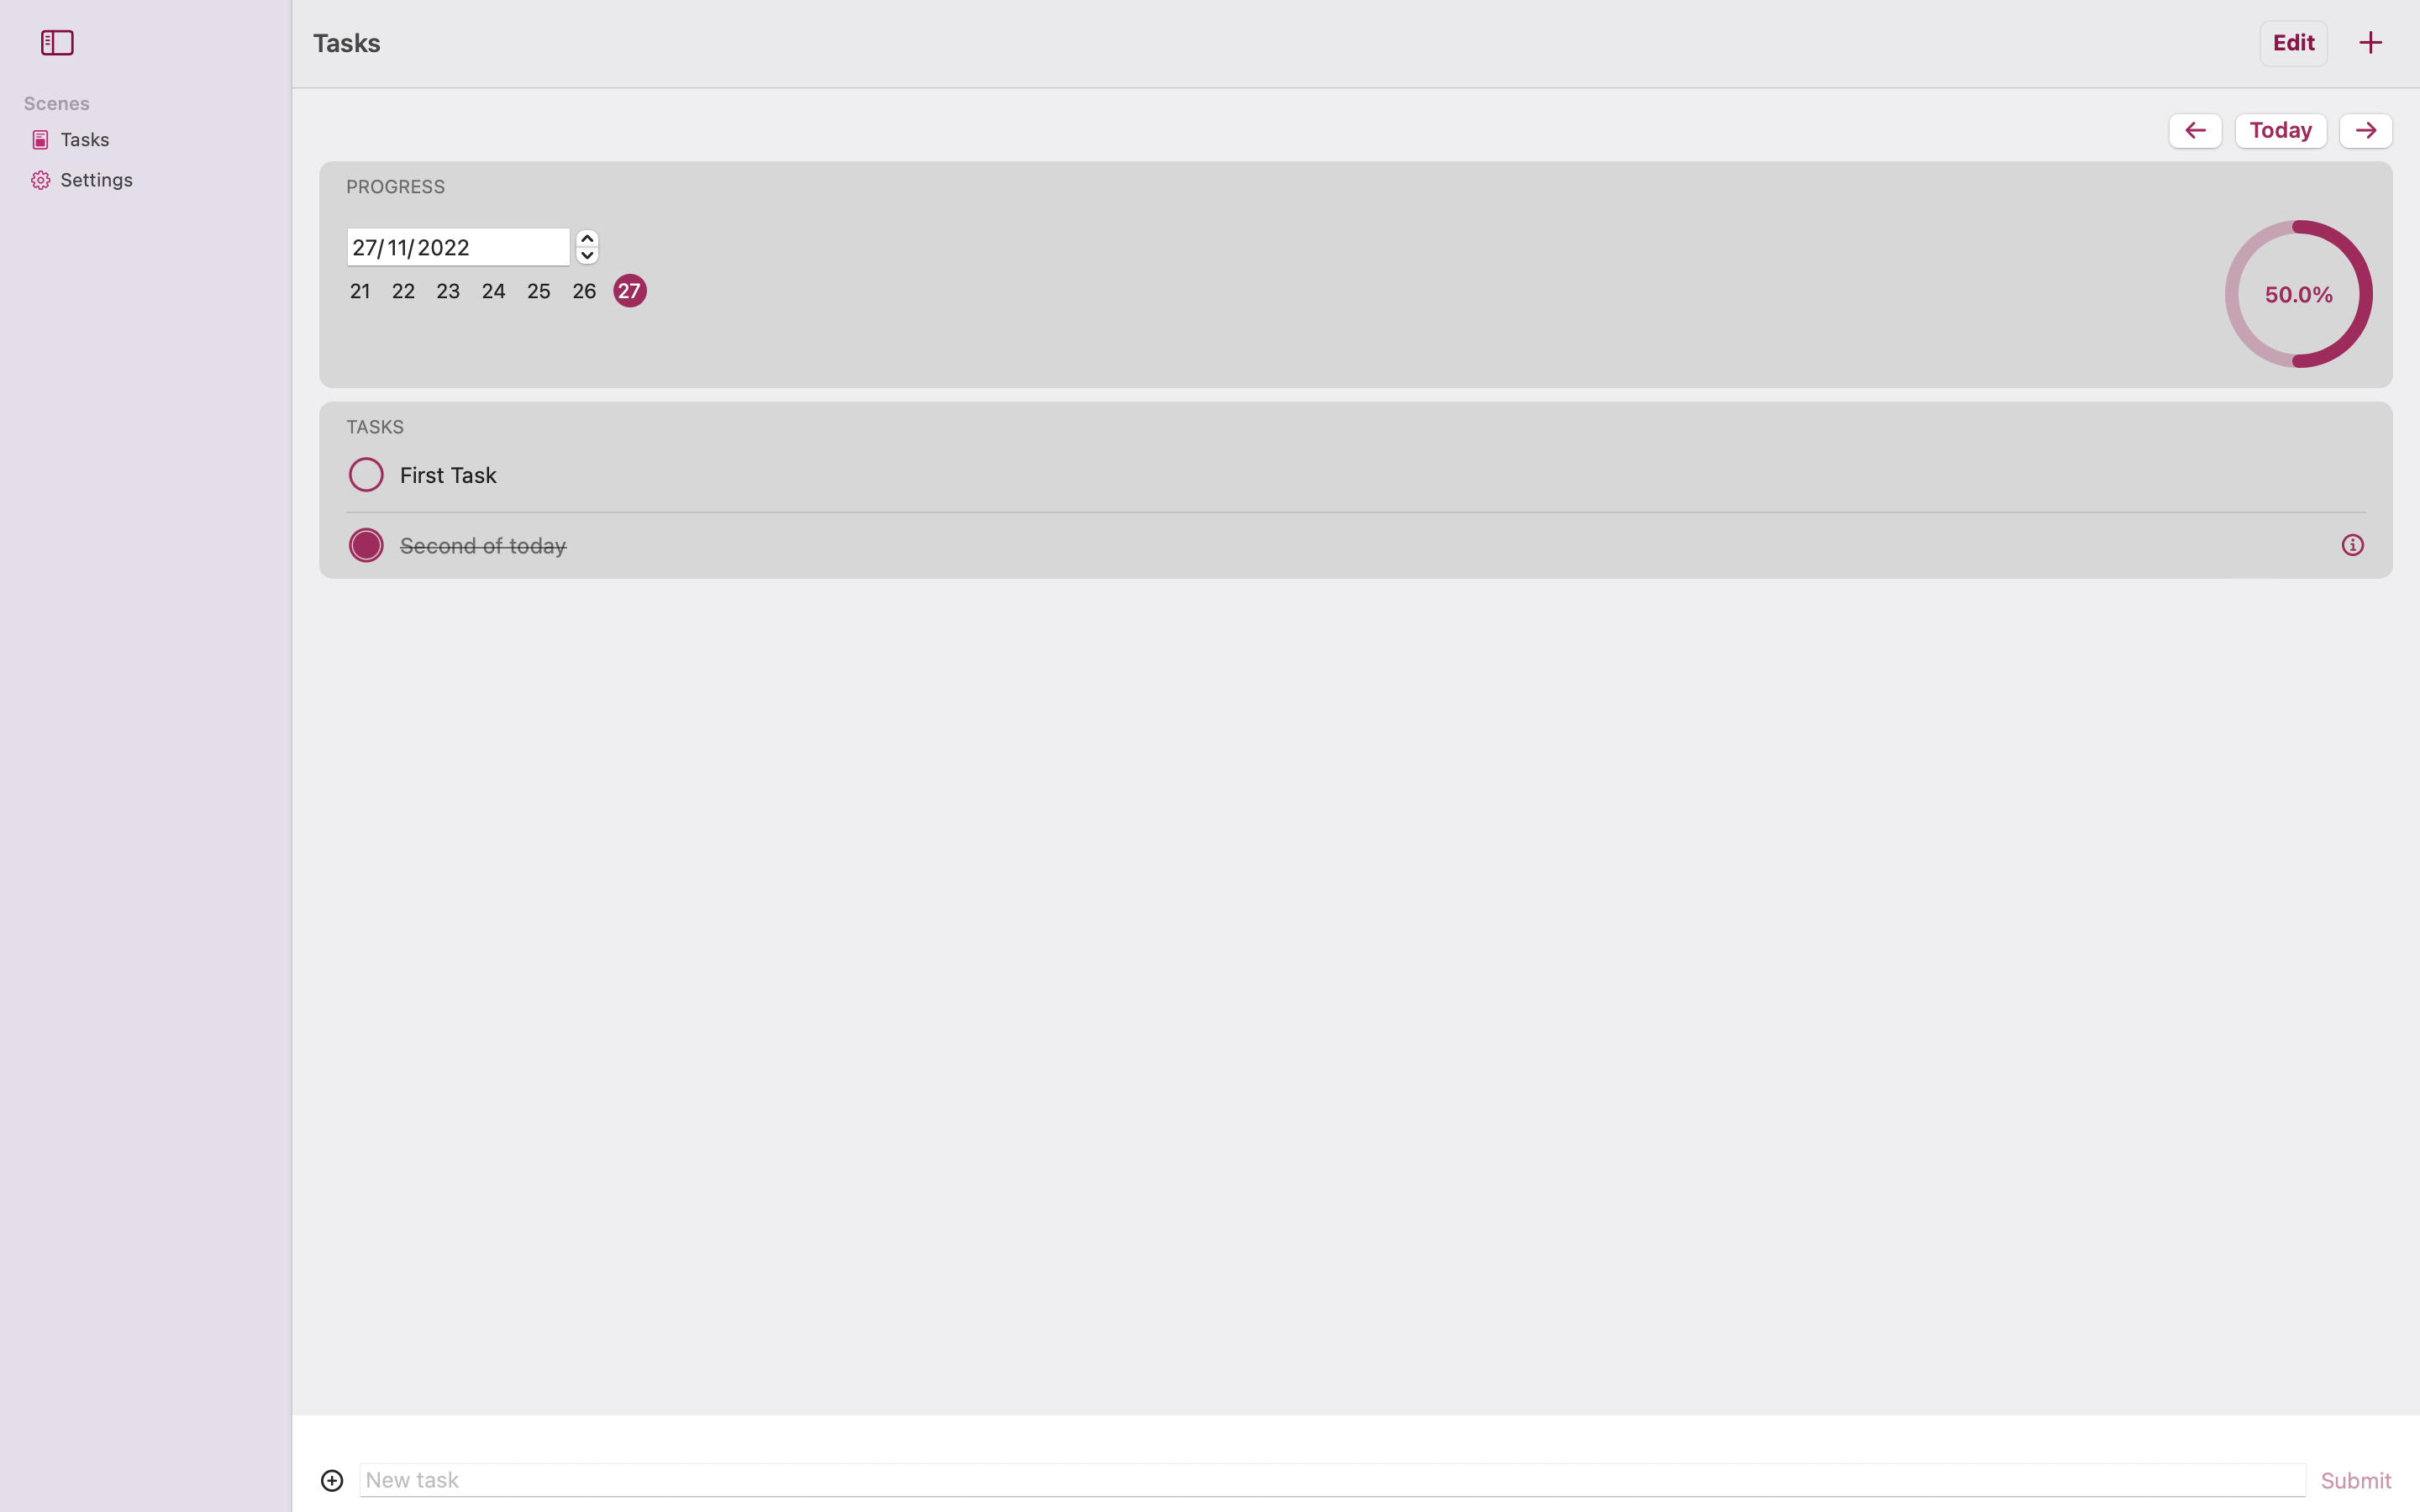 Scenes
Tasks
Settings
Tasks
Edit
Today
PROGRESS
27/11/2022
21 22 23 24 25 26 27
50.0%
TASKS
First Task
Second of today
New task
Submit